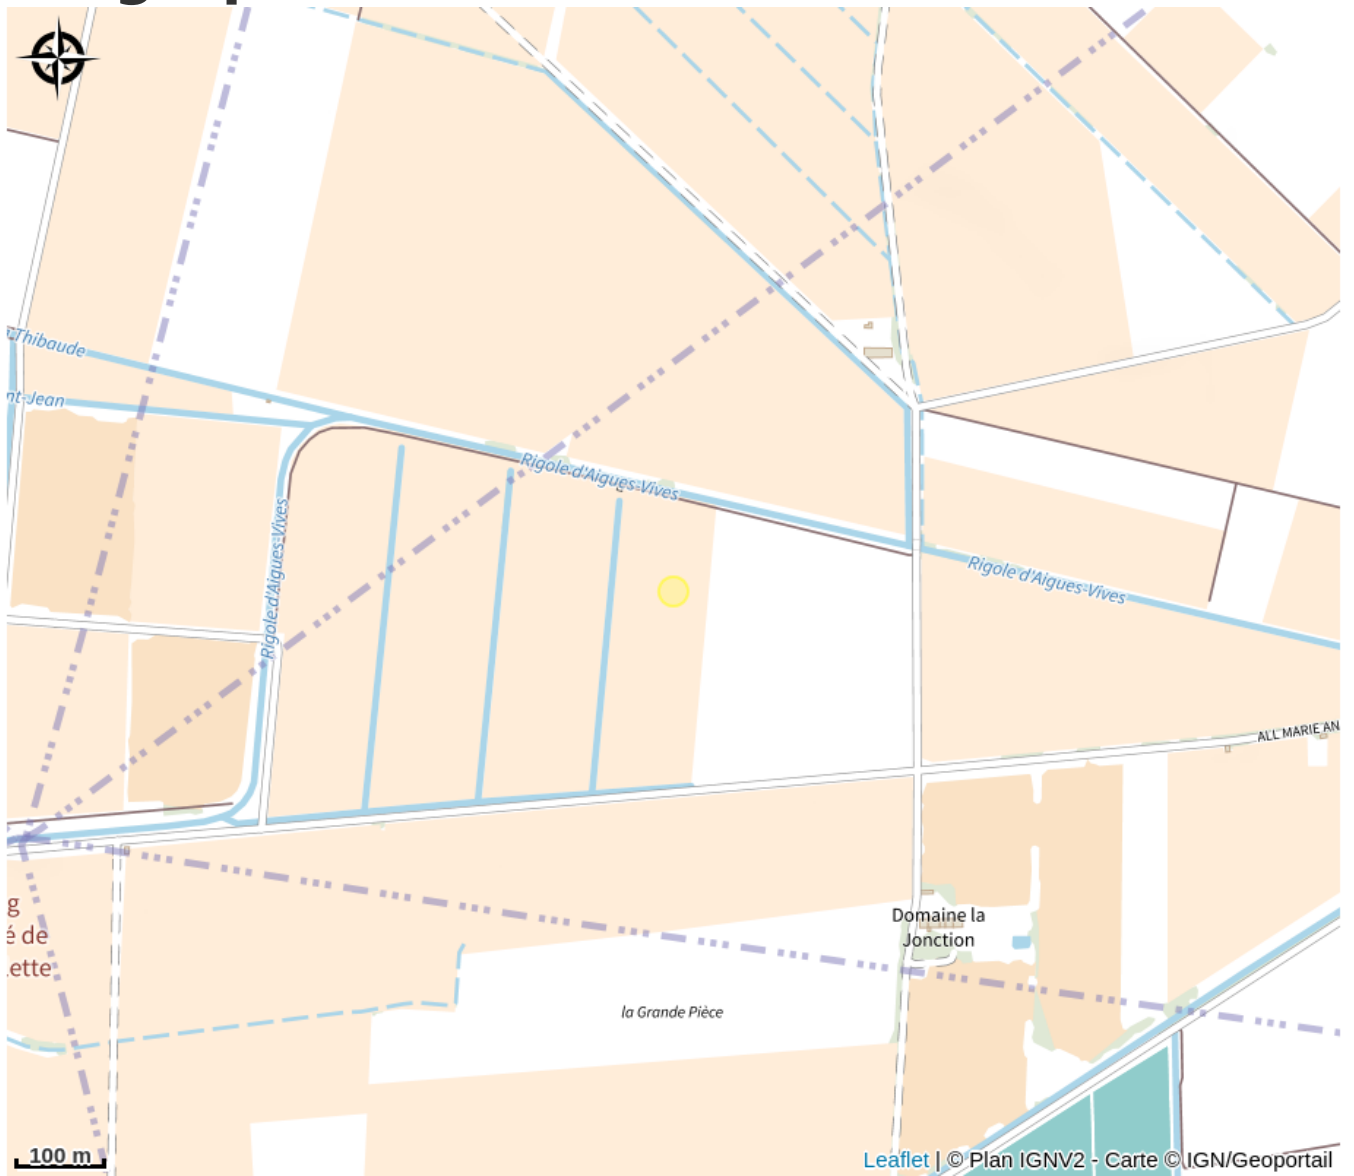 Thibaude
nt-Jean
Rigole d'Aigues-Vives
Rigole d'Aigues-Vives
Rigole d'Aigues-Vives
ALL MARIE AN
g
é de
ette
Domaine la
Jonction
la Grande Pièce
100 m
Leaflet | © Plan IGNV2 - Carte © IGN/Geoportail